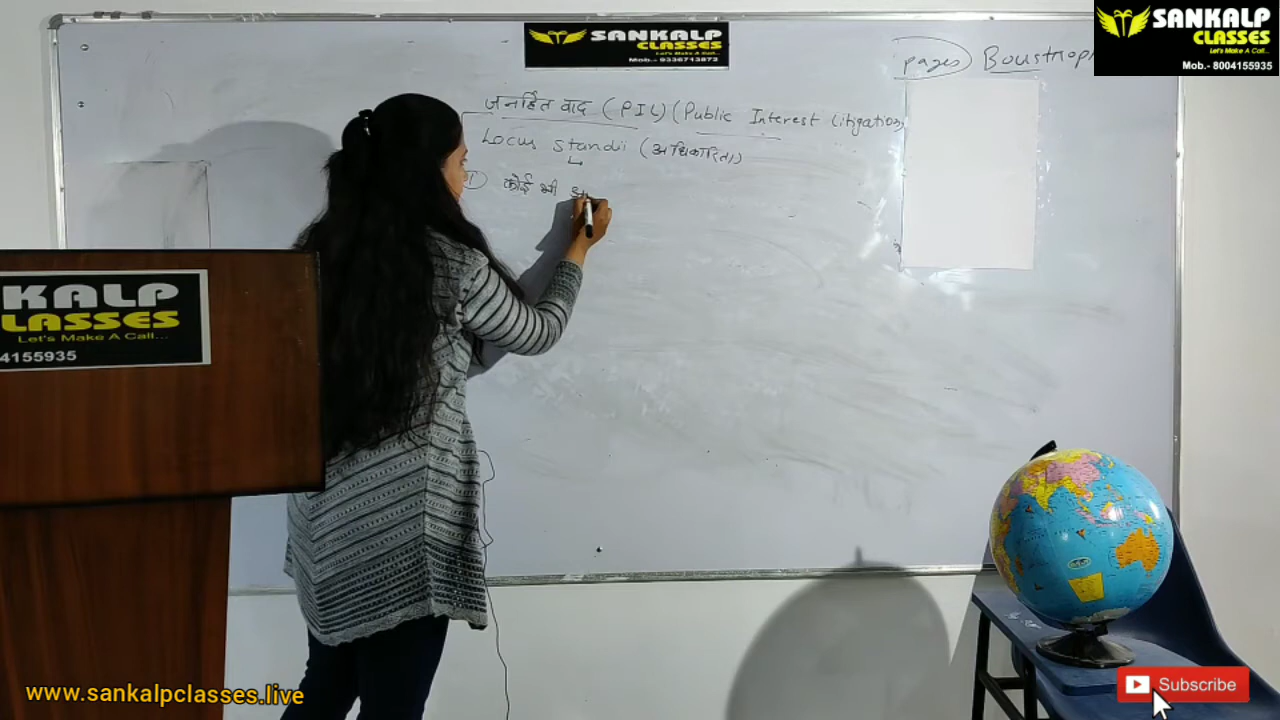 SANKALP
CLASSES
Let's Make A Call...
Mob.- 9336713873
SANKALP
CLASSES
Let's Make A Call..
Mob.- 8004155935
pages Boustrop
जनहित वाद (PIL) (Public Interest Litigation)
Locus standii (अधिकारिता)
① कोई भी
KALP
LASSES
Let's Make A Call...
4155935
www.sankalpclasses.live
Subscribe